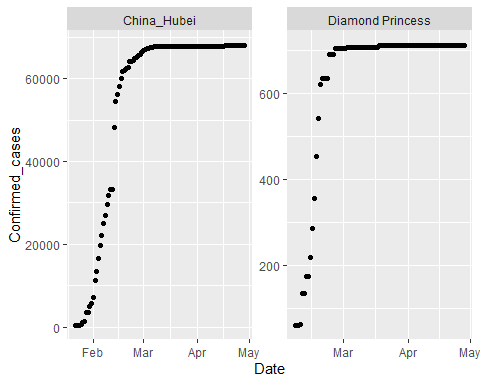 China_Hubei
Diamond Princess
Confirmed_cases
60000
40000
20000
0
600
400
200
Feb Mar Apr May
Mar Apr May
Date